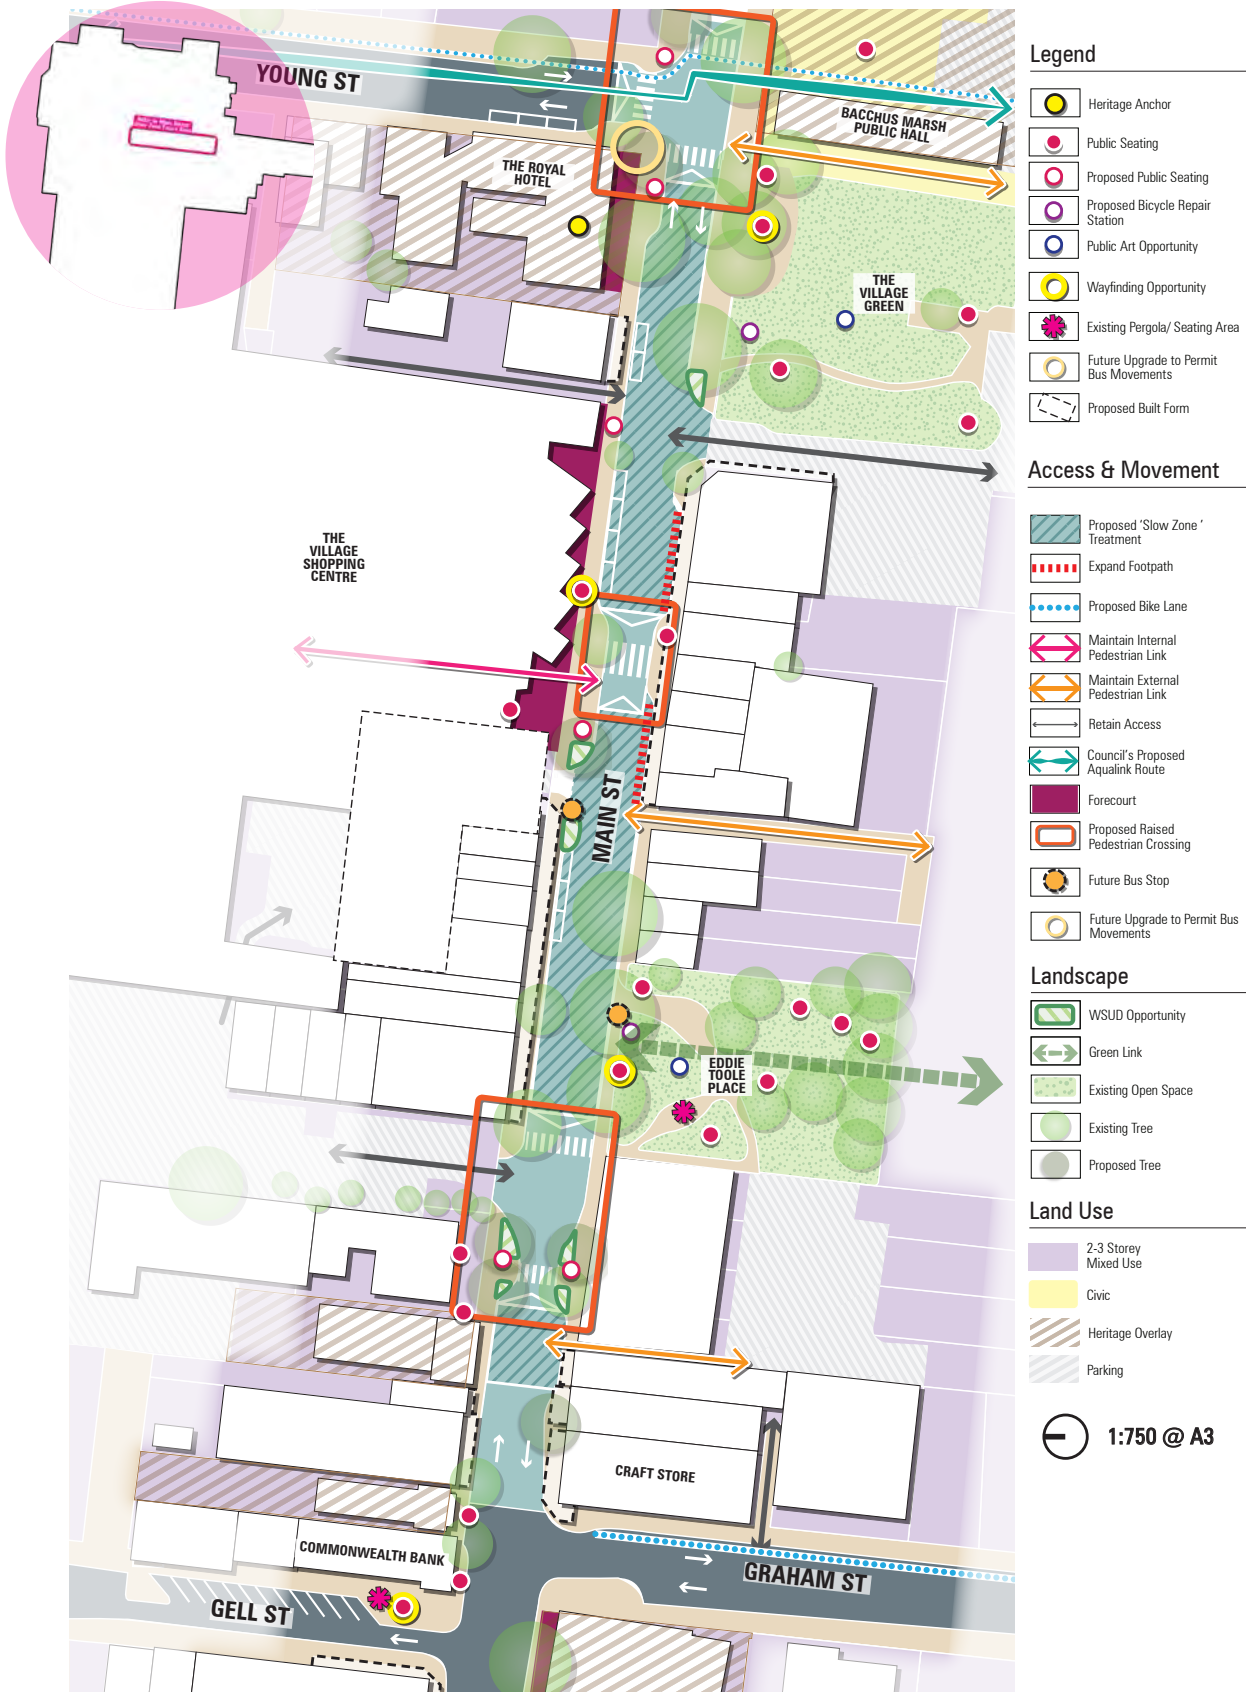 YOUNG ST
THE ROYAL
HOTEL
BACCHUS MARSH
PUBLIC HALL
THE
VILLAGE
GREEN
THE
VILLAGE
SHOPPING
CENTRE
MAIN ST
EDDIE
TOOLE
PLACE
CRAFT STORE
COMMONWEALTH BANK
GELL ST
GRAHAM ST
Legend
Heritage Anchor
Public Seating
Proposed Public Seating
Proposed Bicycle Repair
Station
Public Art Opportunity
Wayfinding Opportunity
Existing Pergola/ Seating Area
Future Upgrade to Permit
Bus Movements
Proposed Built Form
Access & Movement
Proposed ‘Slow Zone ’
Treatment
Expand Footpath
Proposed Bike Lane
Maintain Internal
Pedestrian Link
Maintain External
Pedestrian Link
Retain Access
Council’s Proposed
Aqualink Route
Forecourt
Proposed Raised
Pedestrian Crossing
Future Bus Stop
Future Upgrade to Permit Bus
Movements
Landscape
WSUD Opportunity
Green Link
Existing Open Space
Existing Tree
Proposed Tree
Land Use
2-3 Storey
Mixed Use
Civic
Heritage Overlay
Parking
1:750 @ A3